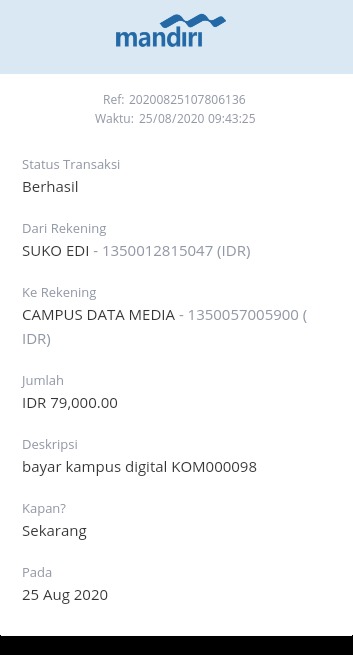 mandiri
Ref: 20200825107806136
Waktu: 25/08/2020 09:43:25
Status Transaksi
Berhasil
Dari Rekening
SUKO EDI - 1350012815047 (IDR)
Ke Rekening
CAMPUS DATA MEDIA - 1350057005900 (
IDR)
Jumlah
IDR 79,000.00
Deskripsi
bayar kampus digital KOM000098
Kapan?
Sekarang
Pada
25 Aug 2020